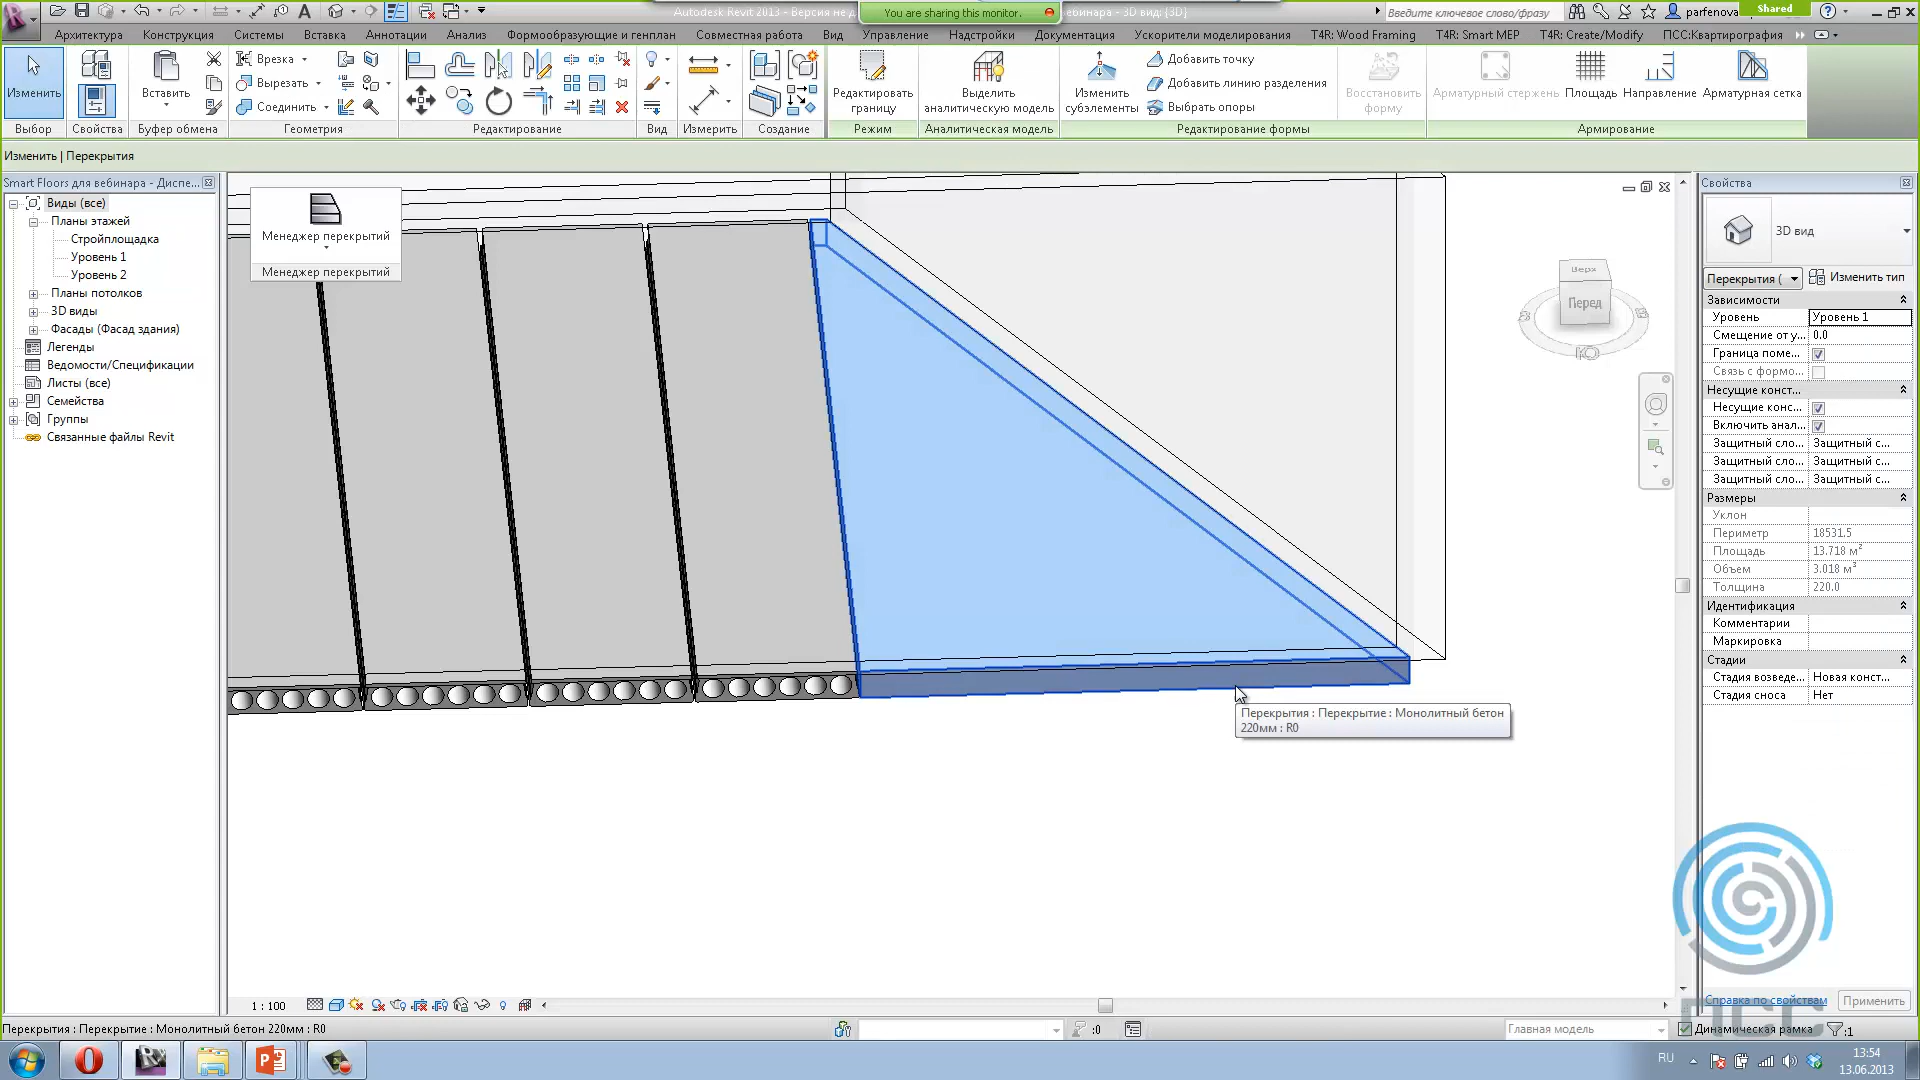 Autodesk Revit 2013 - Версия не д
You are sharing this monitor.
ебинара - 3D вид: {3D}
Введите ключевое слово/фразу
parfenova
Shared
Архитектура Конструкция Системы Вставка Аннотации Анализ Формообразующие и генплан Совместная работа Вид Управление Надстройки Документация Ускорители моделирования T4R: Wood Framing T4R: Smart MEP T4R: Create/Modify ПСС:Квартирография
Изменить
Вставить
Врезка
Вырезать
Соединить
Редактировать границу
Выделить аналитическую модель
Изменить субэлементы
Добавить точку
Добавить линию разделения
Выбрать опоры
Восстановить форму
Арматурный стержень
Площадь
Направление
Арматурная сетка
Выбор Свойства Буфер обмена Геометрия Редактирование Вид Измерить Создание Режим Аналитическая модель Редактирование формы Армирование
Изменить | Перекрытия
Smart Floors для вебинара - Диспе...
Виды (все)
Планы этажей
Стройплощадка
Уровень 1
Уровень 2
Планы потолков
3D виды
Фасады (Фасад здания)
Легенды
Ведомости/Спецификации
Листы (все)
Семейства
Группы
Связанные файлы Revit
Менеджер перекрытий
Менеджер перекрытий
Верх
Перед
Ю
Перекрытия : Перекрытие : Монолитный бетон
220мм : R0
Свойства
3D вид
Перекрытия (
Изменить тип
Зависимости
Уровень Уровень 1
Смещение от у... 0.0
Граница поме...
Связь с формо...
Несущие конст...
Несущие конс...
Включить анал...
Защитный сло... Защитный с...
Защитный сло... Защитный с...
Защитный сло... Защитный с...
Размеры
Уклон
Периметр 18531.5
Площадь 13.718 м²
Объем 3.018 м³
Толщина 220.0
Идентификация
Комментарии
Маркировка
Стадии
Стадия возведе... Новая конст...
Стадия сноса Нет
Справка по свойствам
Применить
ПСС
1 : 100
Перекрытия : Перекрытие : Монолитный бетон 220мм : R0
:0
Главная модель
Динамическая рамка
:1
RU
13:54
13.06.2013